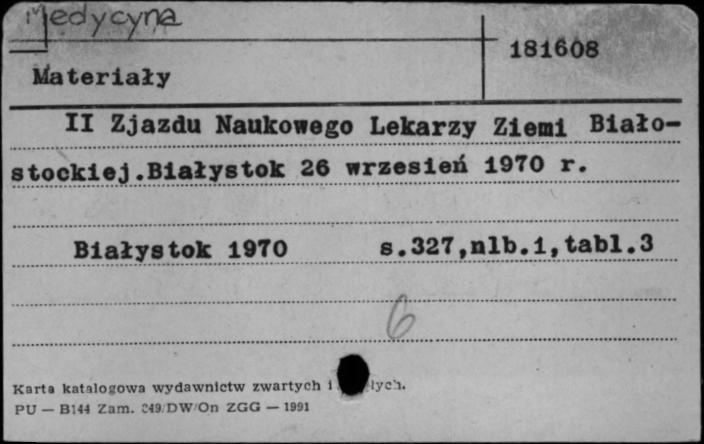 Medycyna
181608
Materiały
II Zjazdu Naukowego Lekarzy Ziemi Biało-
stockiej.Białystok 26 wrzesień 1970 r.
Białystok 1970 s.327,nlb.1,tabl.3
6
Karta katalogowa wydawnictw zwartych i
PU — B144 Zam. 249/DW/On ZGG — 1991